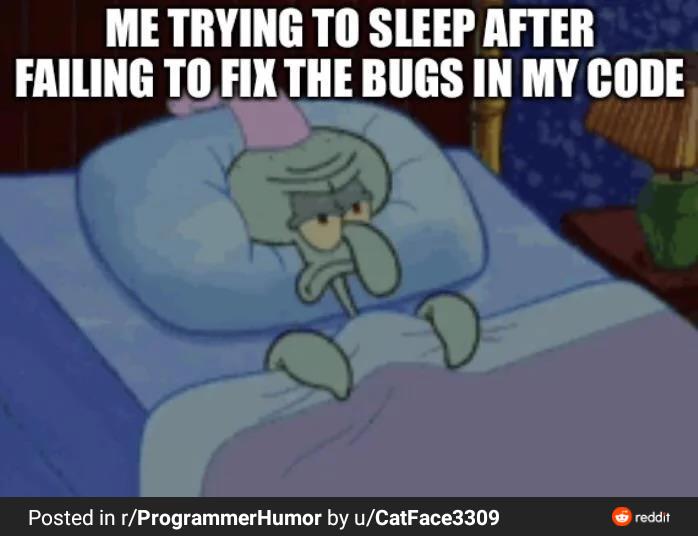 ME TRYING TO SLEEP AFTER
FAILING TO FIX THE BUGS IN MY CODE
Posted in r/ProgrammerHumor by u/CatFace3309 reddit